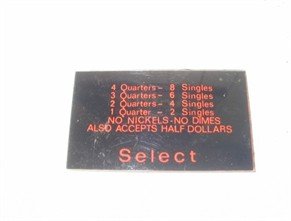 4 Quarters - 8 Singles
3 Quarters - 6 Singles
2 Quarters - 4 Singles
1 Quarter - 2 Singles
NO NICKELS - NO DIMES
ALSO ACCEPTS HALF DOLLARS
Select